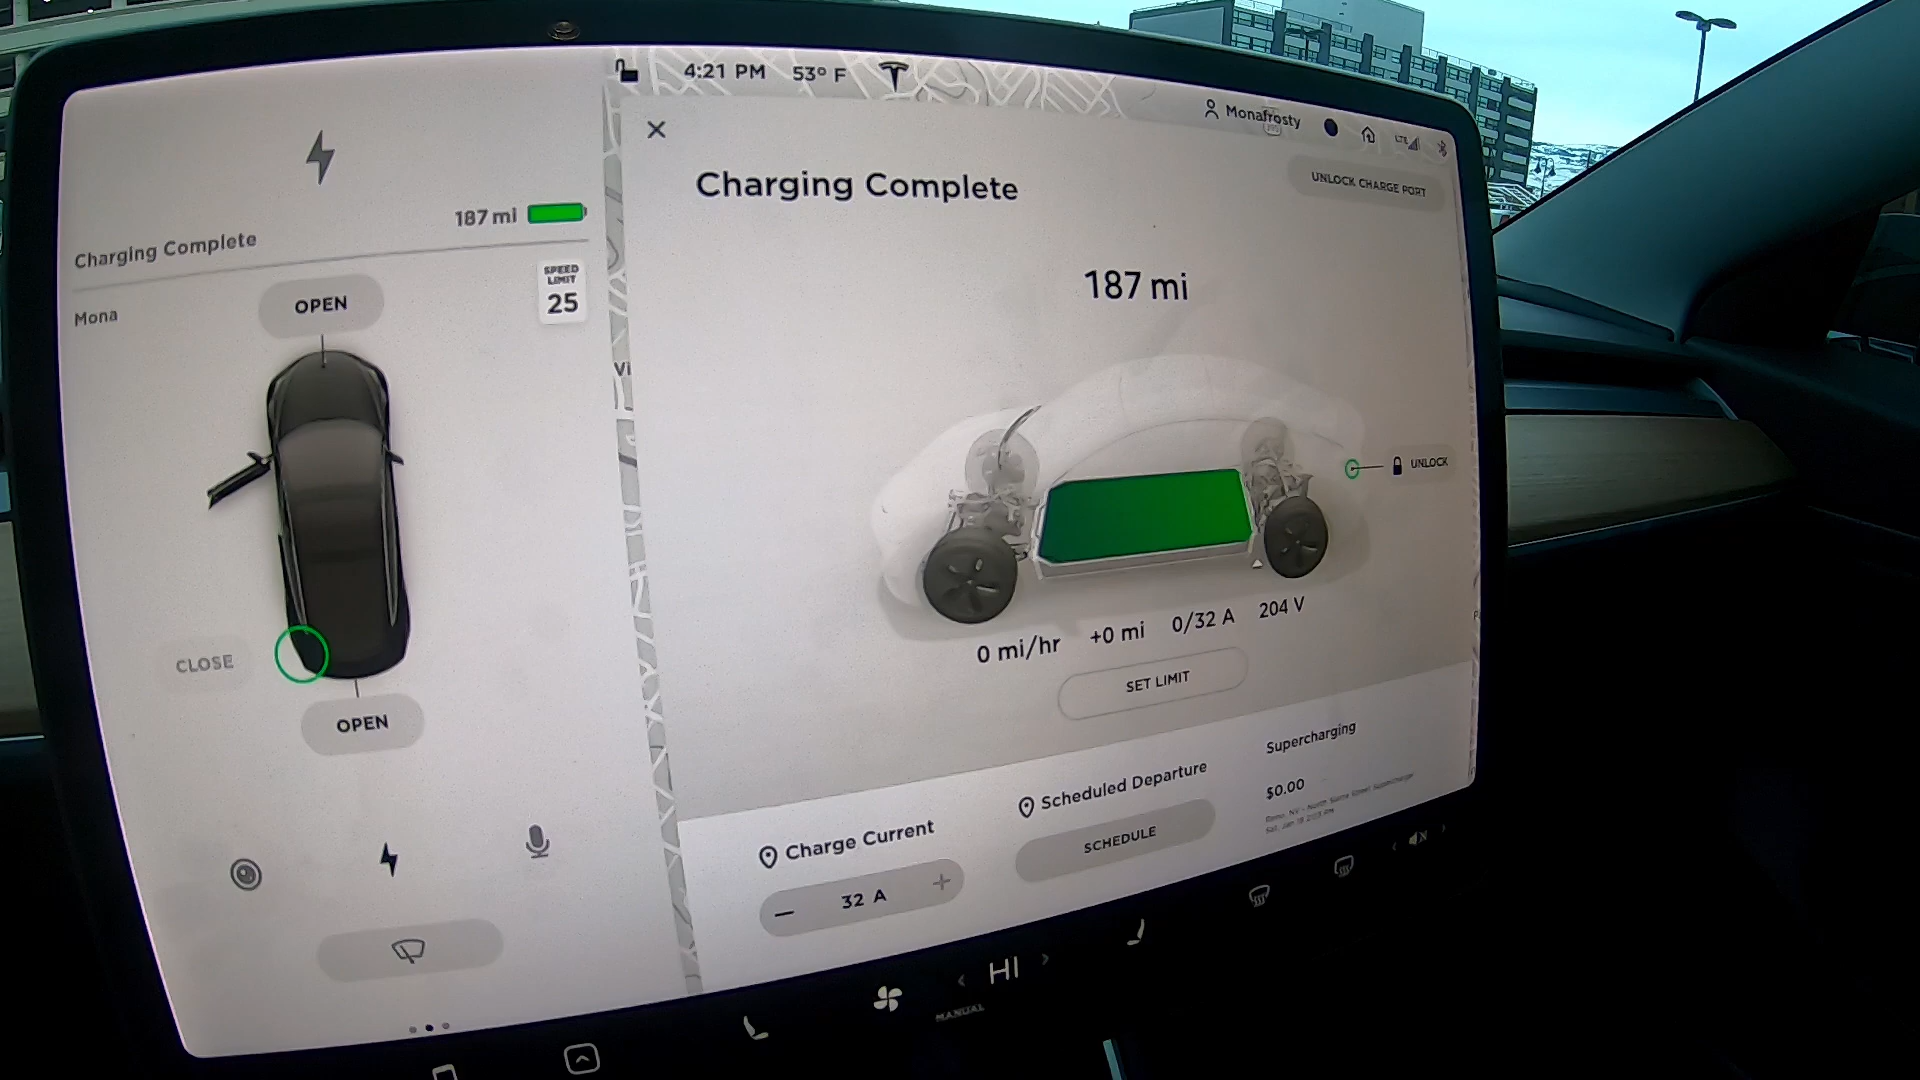 4:21 PM
53° F
Monafrosty
LTE
187 mi
Charging Complete
SPEED
LIMIT
25
Mona
OPEN
CLOSE
OPEN
Charging Complete
UNLOCK CHARGE PORT
187 mi
UNLOCK
0 mi/hr
+0 mi
0/32 A
204 V
SET LIMIT
Charge Current
32 A
Scheduled Departure
SCHEDULE
Supercharging
$0.00
HI
MANUAL